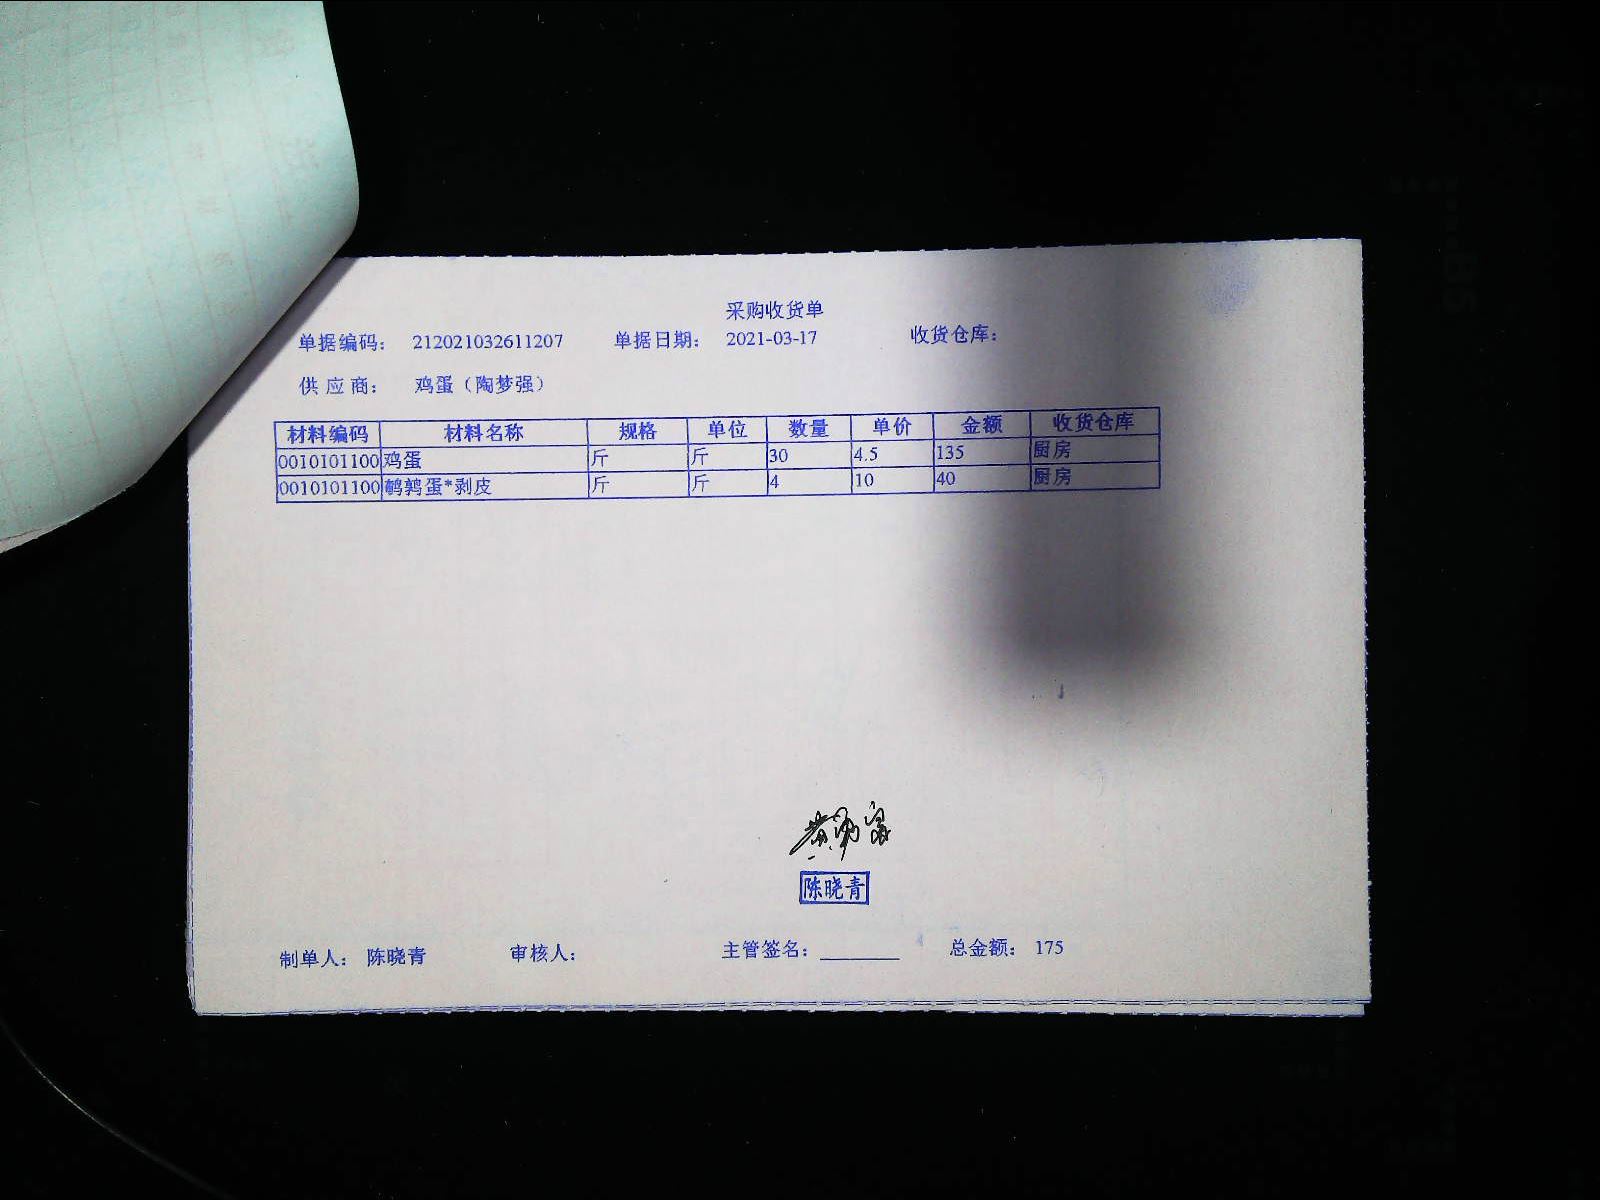 采购收货单
单据编码： 212021032611207 单据日期： 2021-03-17 收货仓库：
供 应 商： 鸡蛋（陶梦强）
材料编码 材料名称 规格 单位 数量 单价 金额 收货仓库
0010101100 鸡蛋 斤 斤 30 4.5 135 厨房
0010101100 鹌鹑蛋*剥皮 斤 斤 4 10 40 厨房
陈晓青
制单人： 陈晓青 审核人： 主管签名：________ 总金额： 175